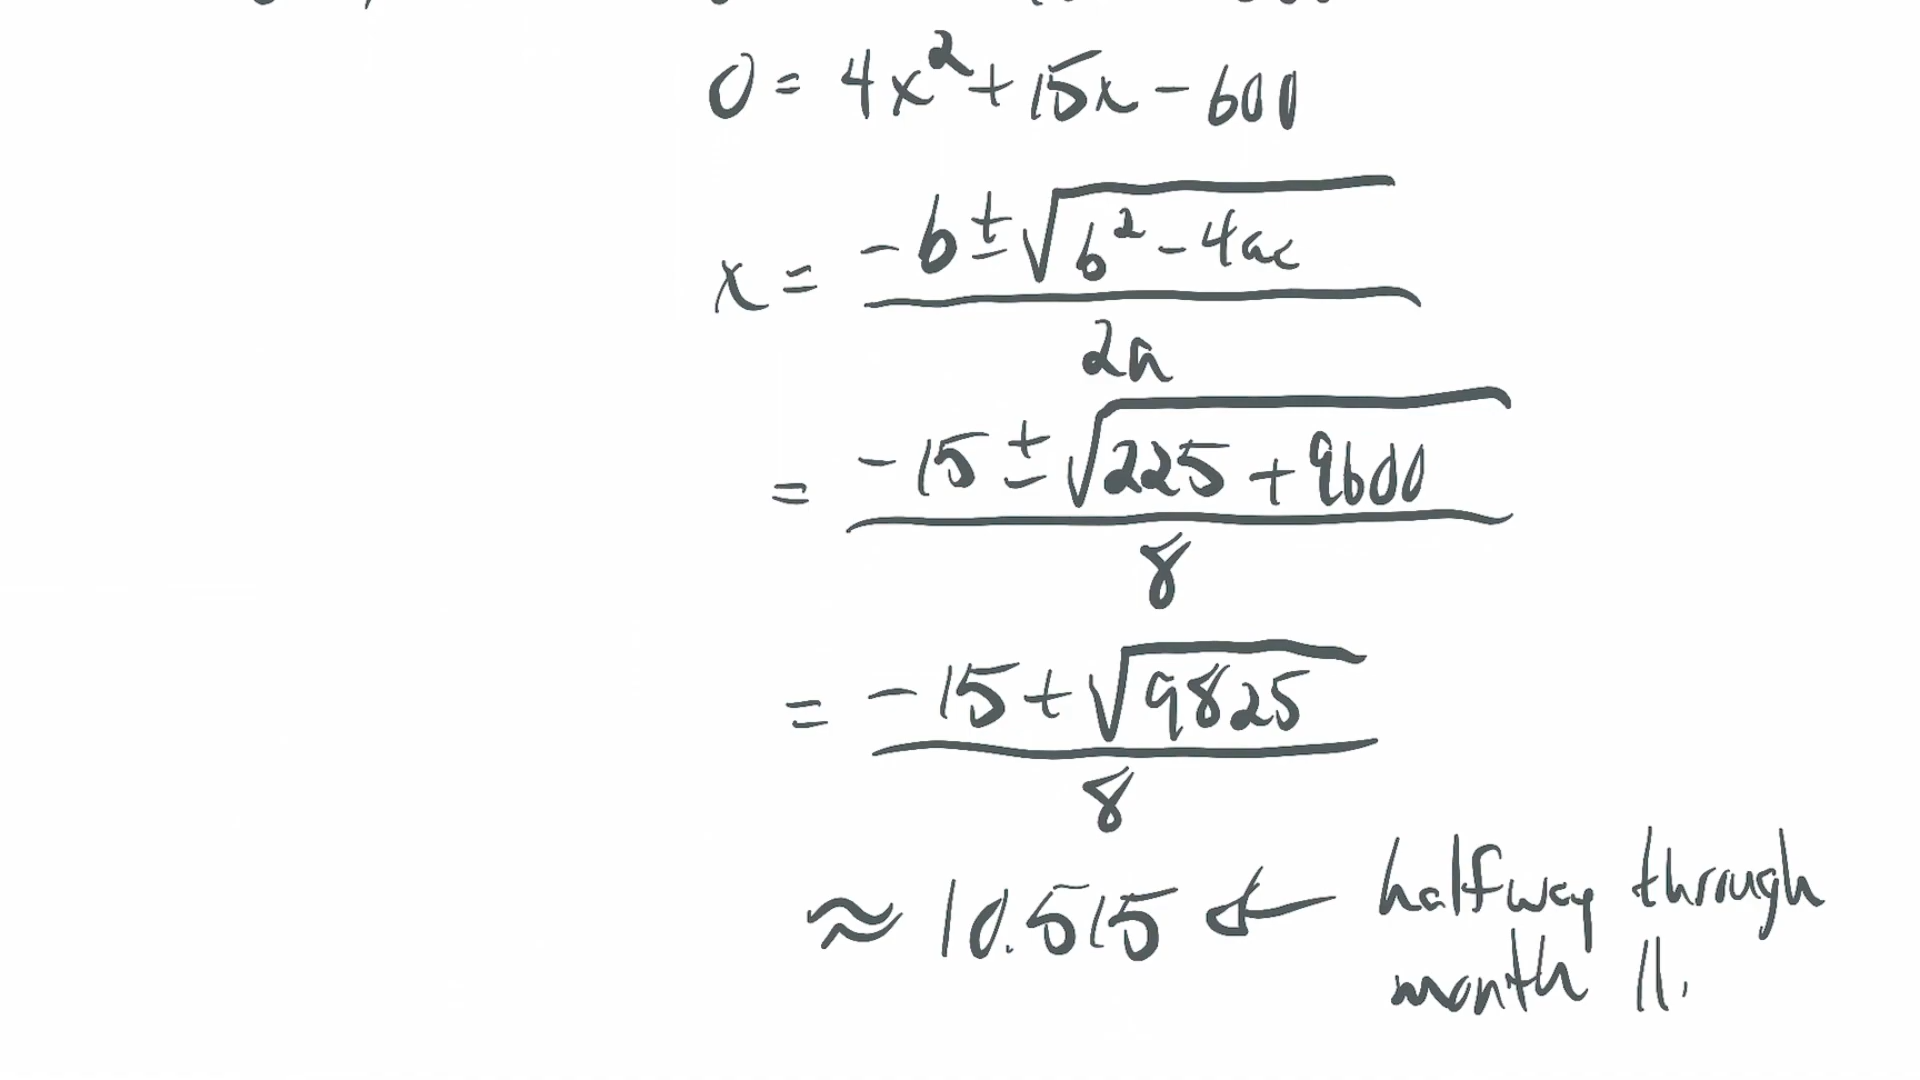 0 = 4x² + 15x - 600
x = (-b ± √(b² - 4ac)) / 2a
= (-15 ± √(225 + 9600)) / 8
= (-15 + √9825) / 8
≈ 10.515 ← halfway through
month 11.